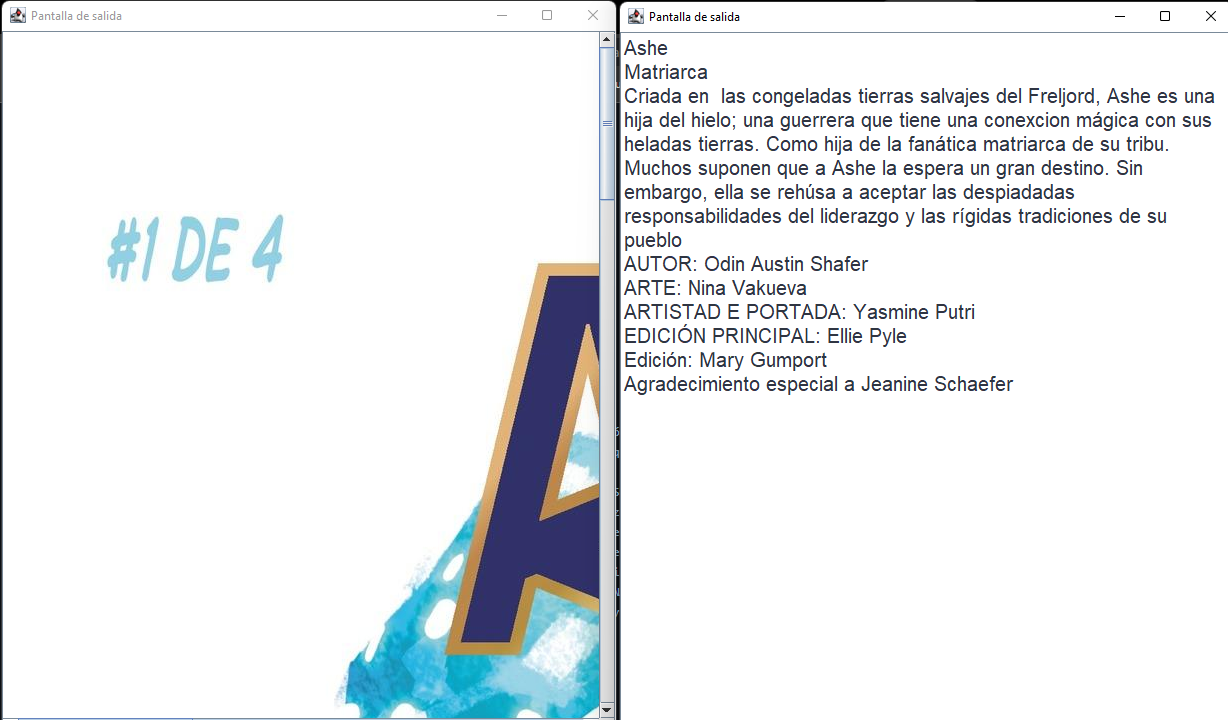 Pantalla de salida
#1 DE 4
A
Pantalla de salida
Ashe
Matriarca
Criada en  las congeladas tierras salvajes del Freljord, Ashe es una
hija del hielo; una guerrera que tiene una conexcion mágica con sus
heladas tierras. Como hija de la fanática matriarca de su tribu.
Muchos suponen que a Ashe la espera un gran destino. Sin
embargo, ella se rehúsa a aceptar las despiadadas
responsabilidades del liderazgo y las rígidas tradiciones de su
pueblo
AUTOR: Odin Austin Shafer
ARTE: Nina Vakueva
ARTISTAD E PORTADA: Yasmine Putri
EDICIÓN PRINCIPAL: Ellie Pyle
Edición: Mary Gumport
Agradecimiento especial a Jeanine Schaefer